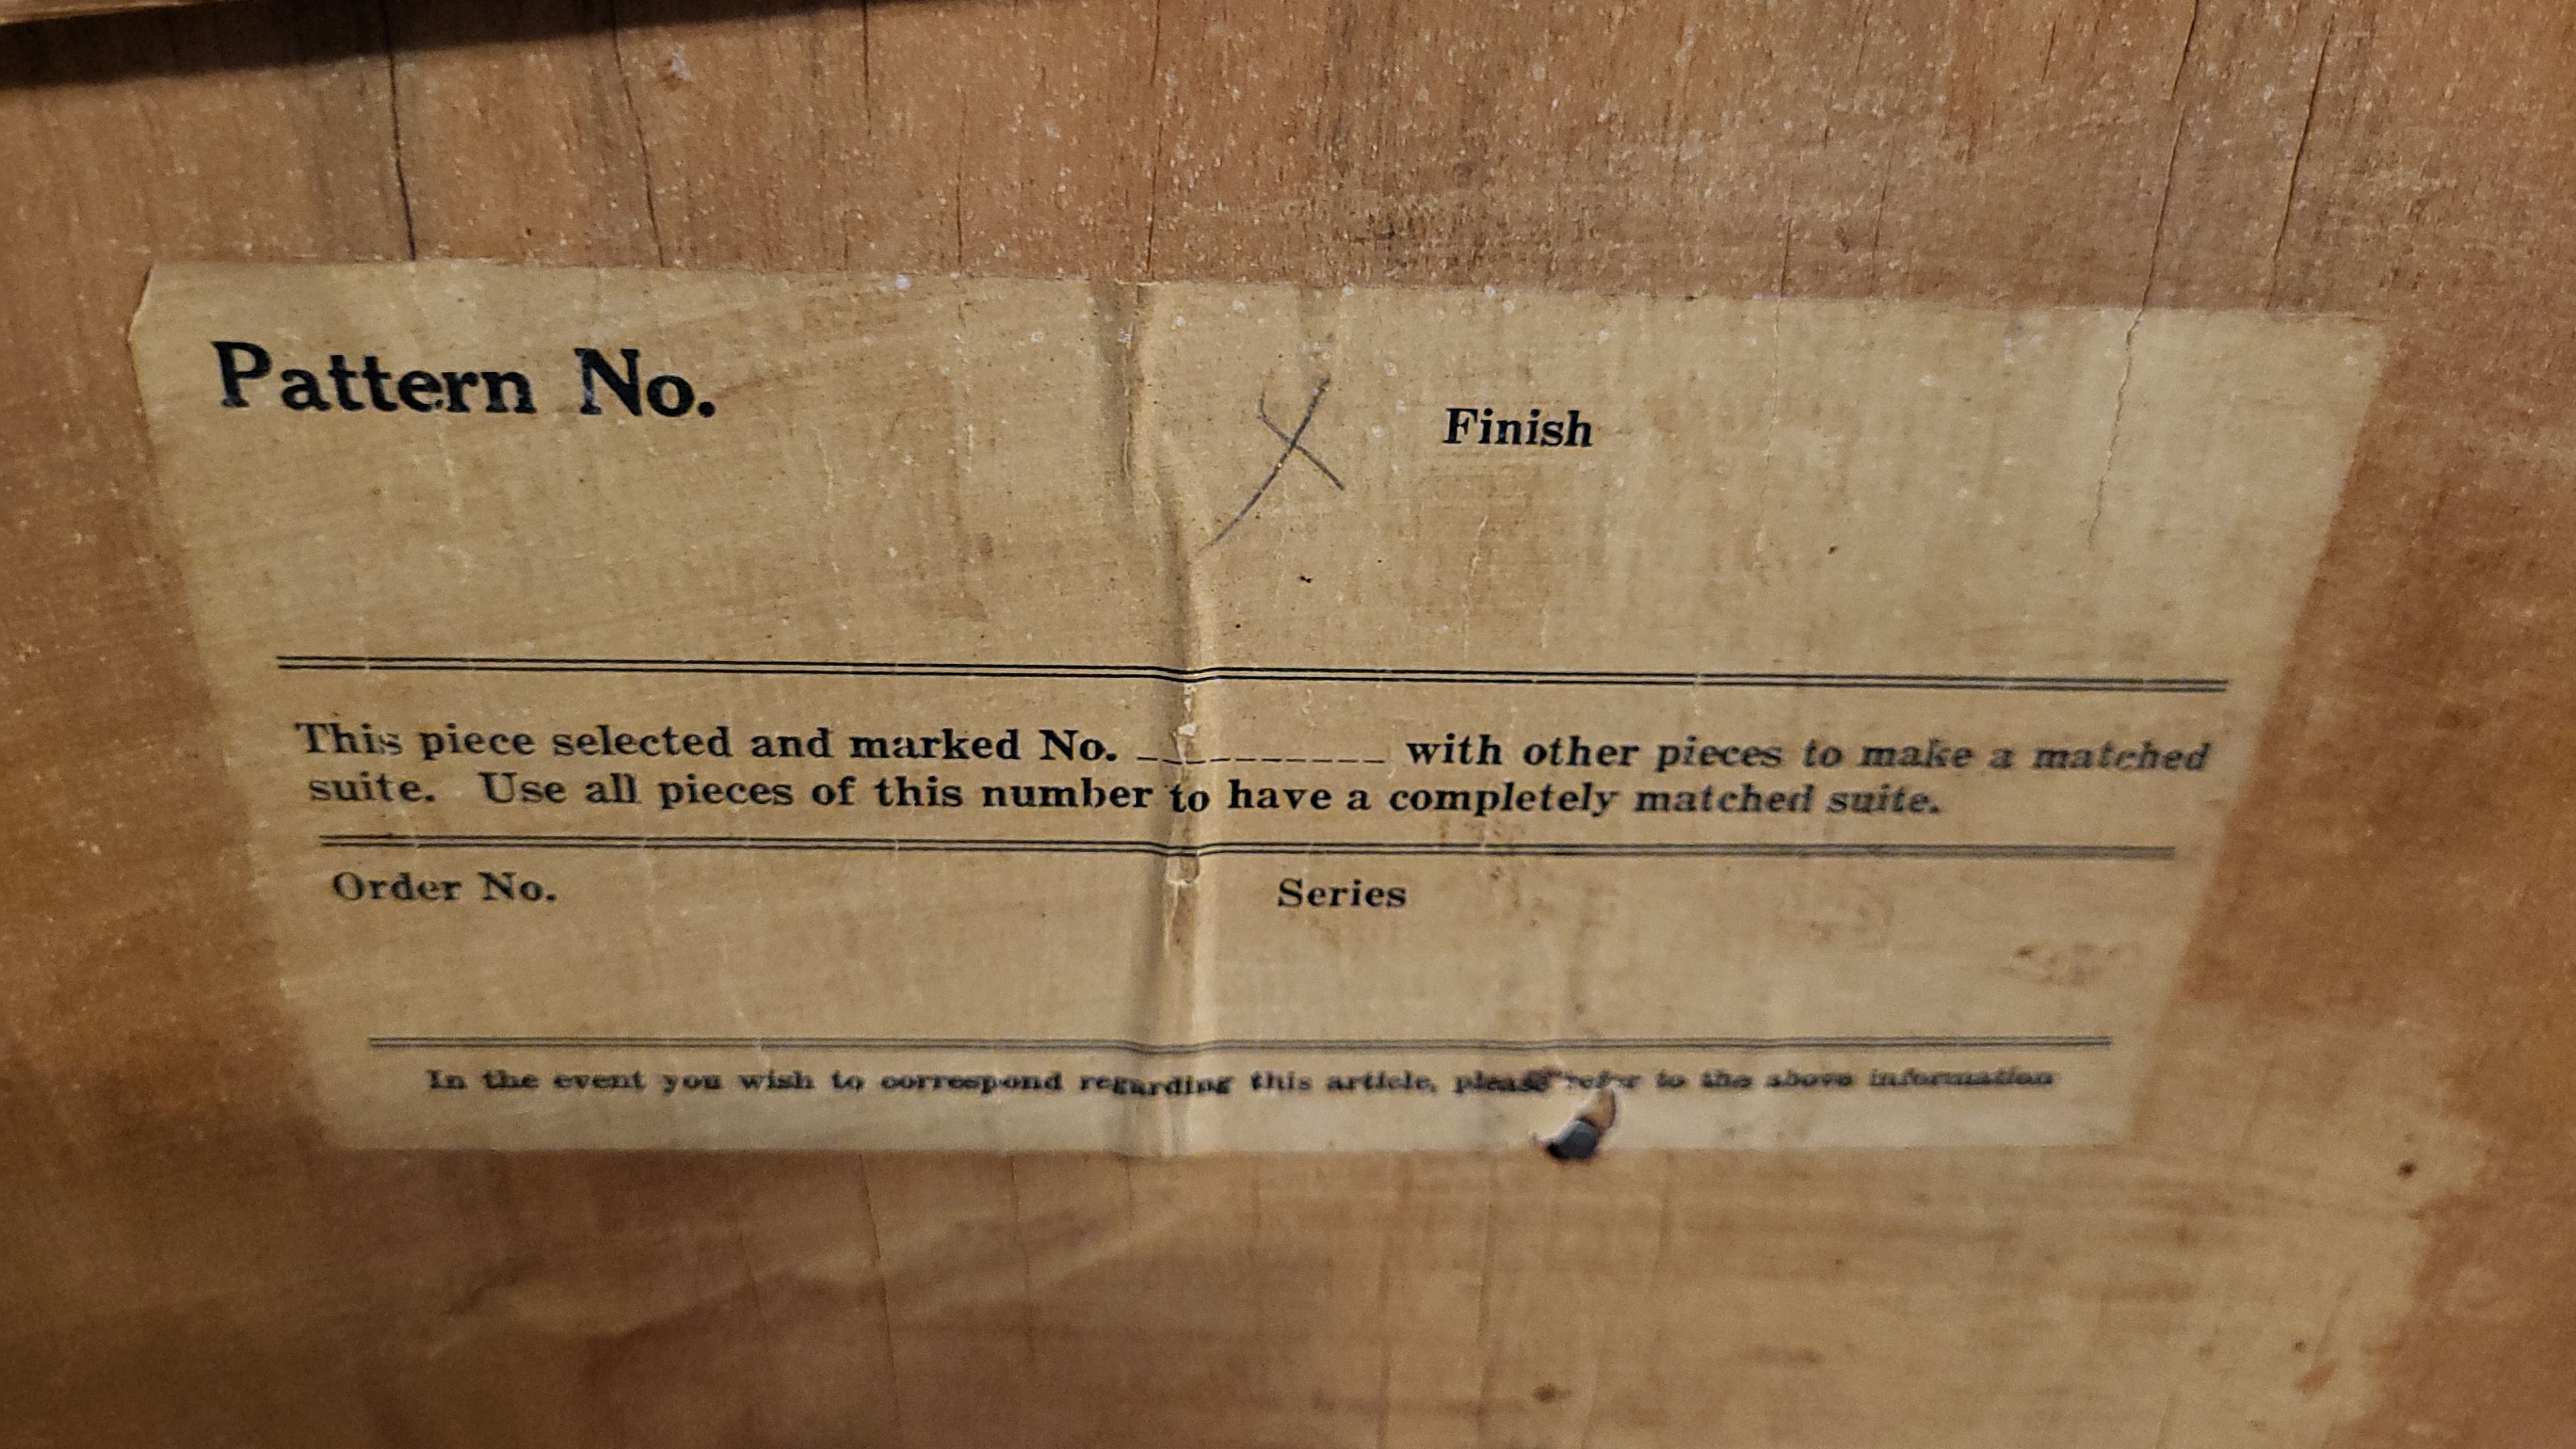 Pattern No. X Finish
This piece selected and marked No. __________ with other pieces to make a matched
suite. Use all pieces of this number to have a completely matched suite.
Order No. Series
In the event you wish to correspond regarding this article, please refer to the above information